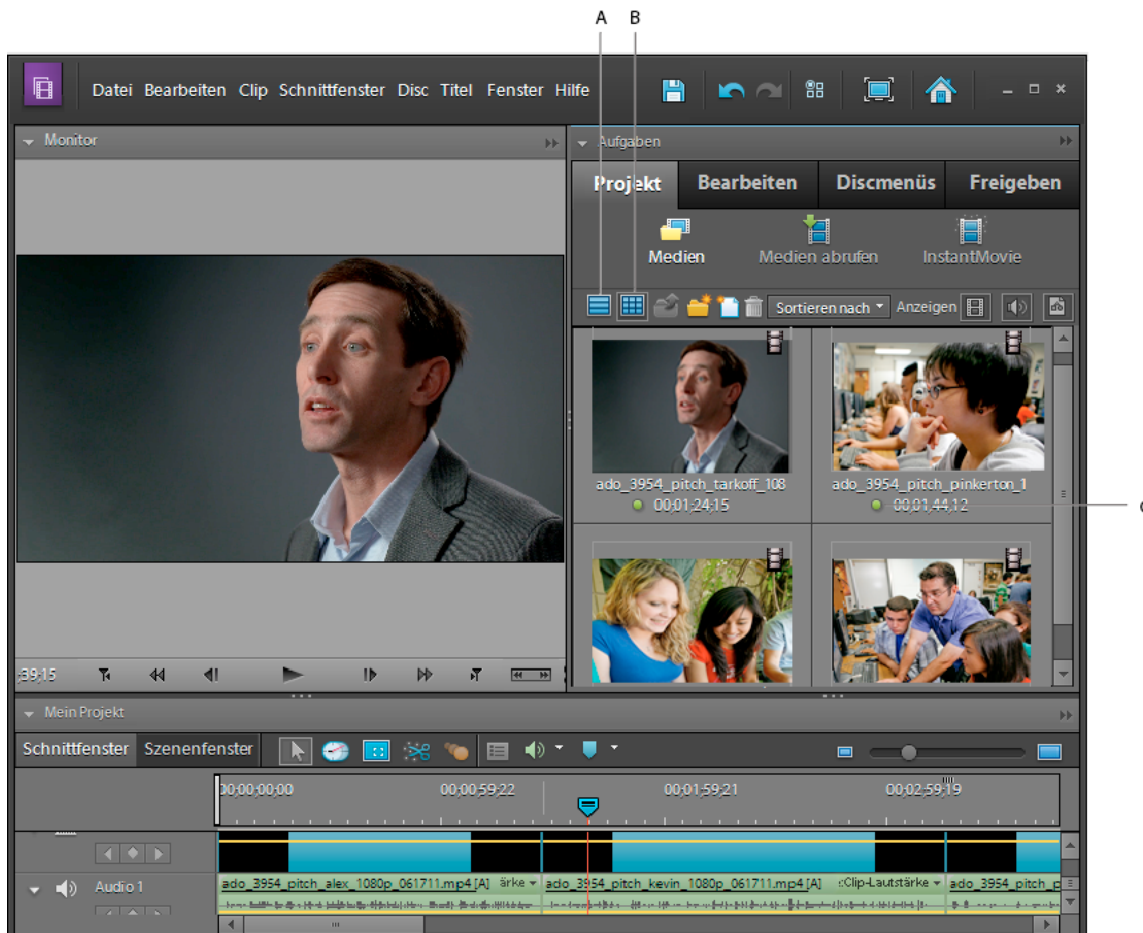 A B
Datei Bearbeiten Clip Schnittfenster Disc Titel Fenster Hilfe
Monitor
Aufgaben
Projekt Bearbeiten Discmenüs Freigeben
Medien Medien abrufen InstantMovie
Sortieren nach Anzeigen
ado_3954_pitch_tarkoff_108 ado_3954_pitch_pinkerton_1
00;01;24;15 00;01;44;12
;39;15
Mein Projekt
Schnittfenster Szenenfenster
00;00;00;00 00;00;59;22 00;01;59;21 00;02;59;19
Audio 1
ado_3954_pitch_alex_1080p_061711.mp4 [A] ärke ado_3954_pitch_kevin_1080p_061711.mp4 [A] :Clip-Lautstärke ado_3954_pitch_p